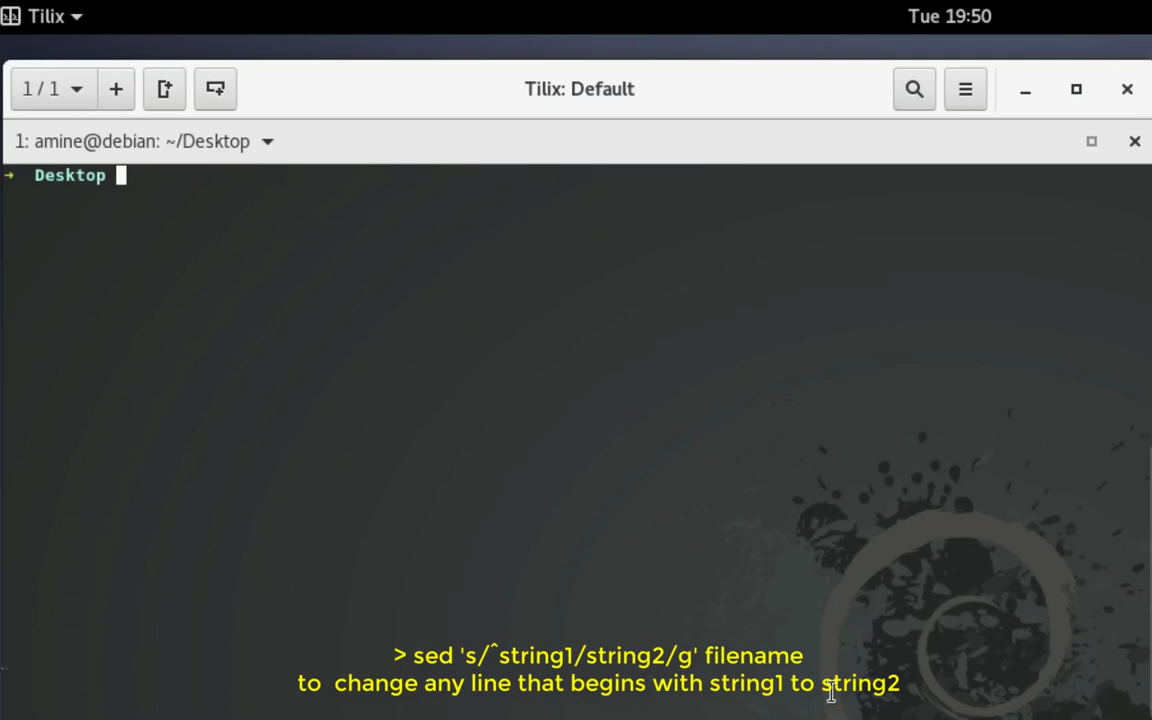 Tilix
Tue 19:50
1 / 1
Tilix: Default
1: amine@debian: ~/Desktop
→ Desktop
> sed 's/^string1/string2/g' filename
to change any line that begins with string1 to string2